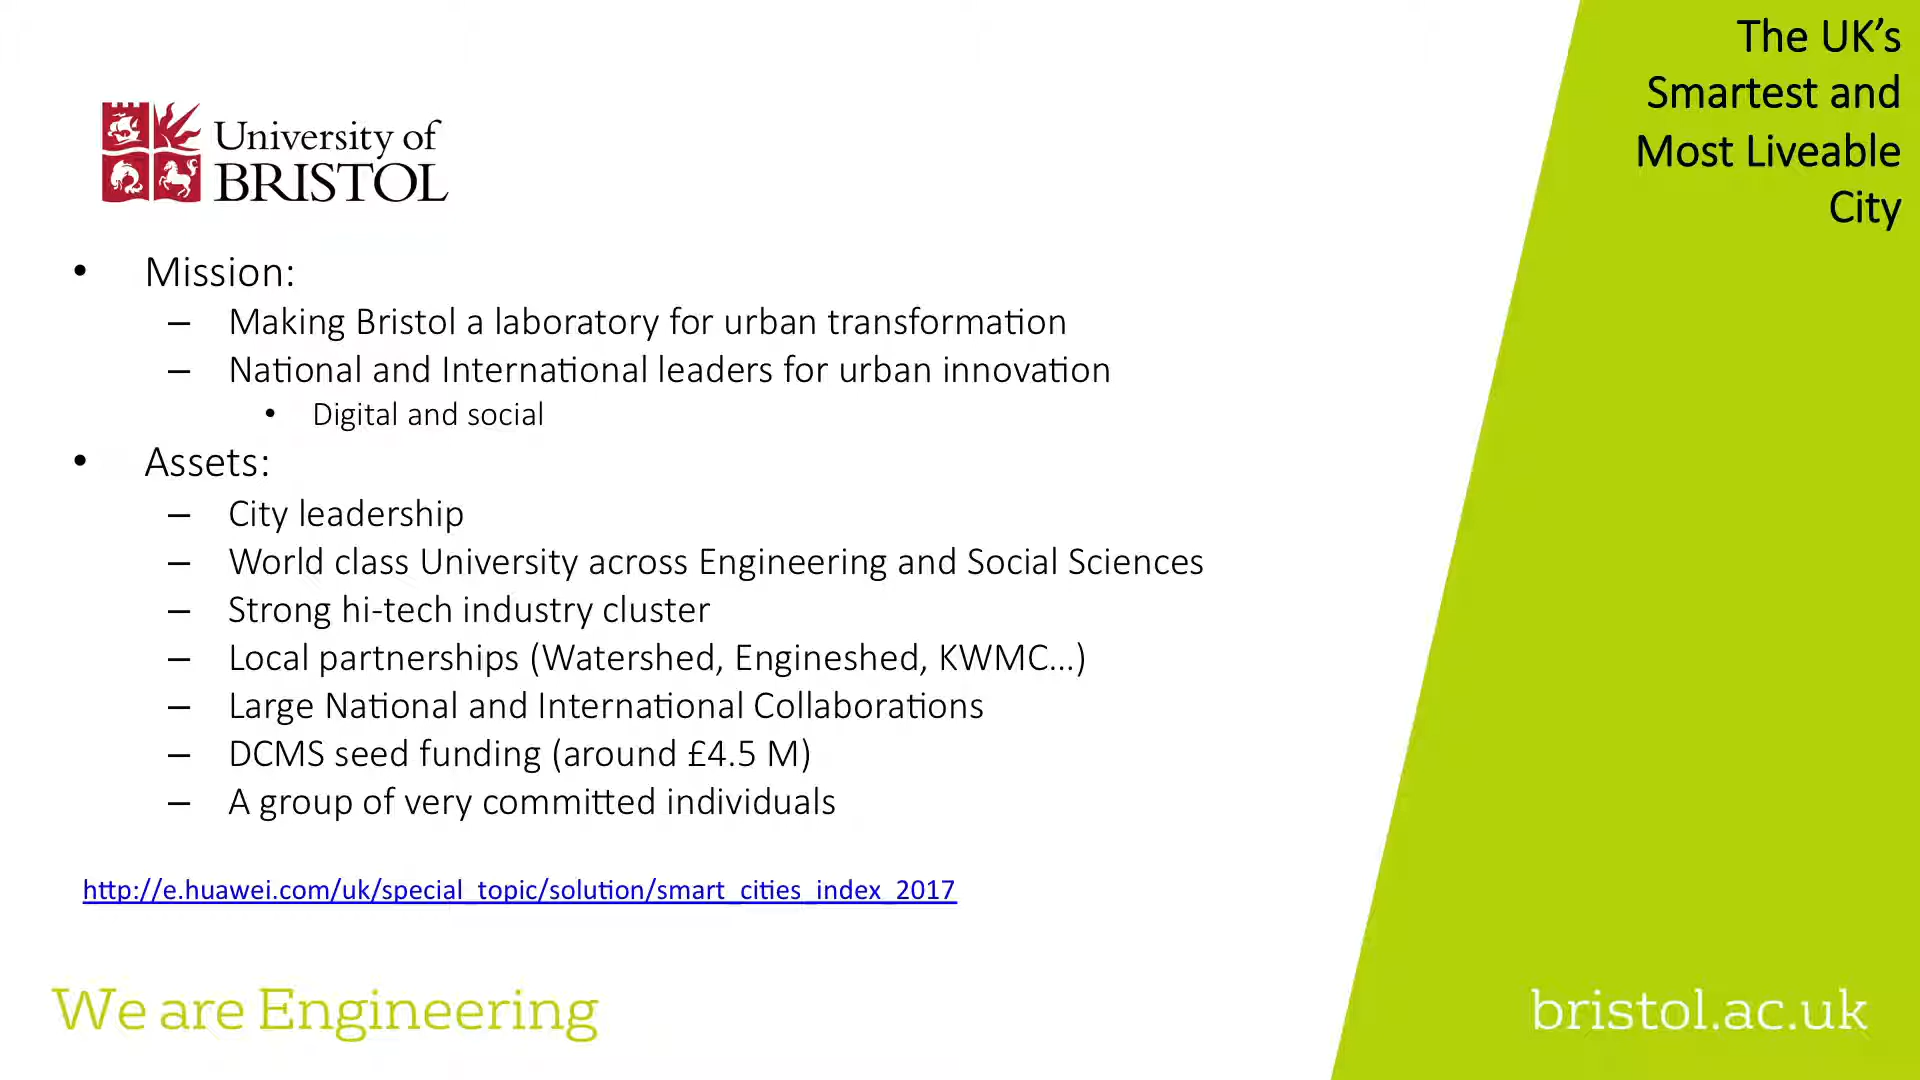 The UK’s
Smartest and
Most Liveable
City
University of
BRISTOL
• Mission:
– Making Bristol a laboratory for urban transformation
– National and International leaders for urban innovation
• Digital and social
• Assets:
– City leadership
– World class University across Engineering and Social Sciences
– Strong hi-tech industry cluster
– Local partnerships (Watershed, Engineshed, KWMC…)
– Large National and International Collaborations
– DCMS seed funding (around £4.5 M)
– A group of very committed individuals
http://e.huawei.com/uk/special_topic/solution/smart_cities_index_2017
We are Engineering
bristol.ac.uk